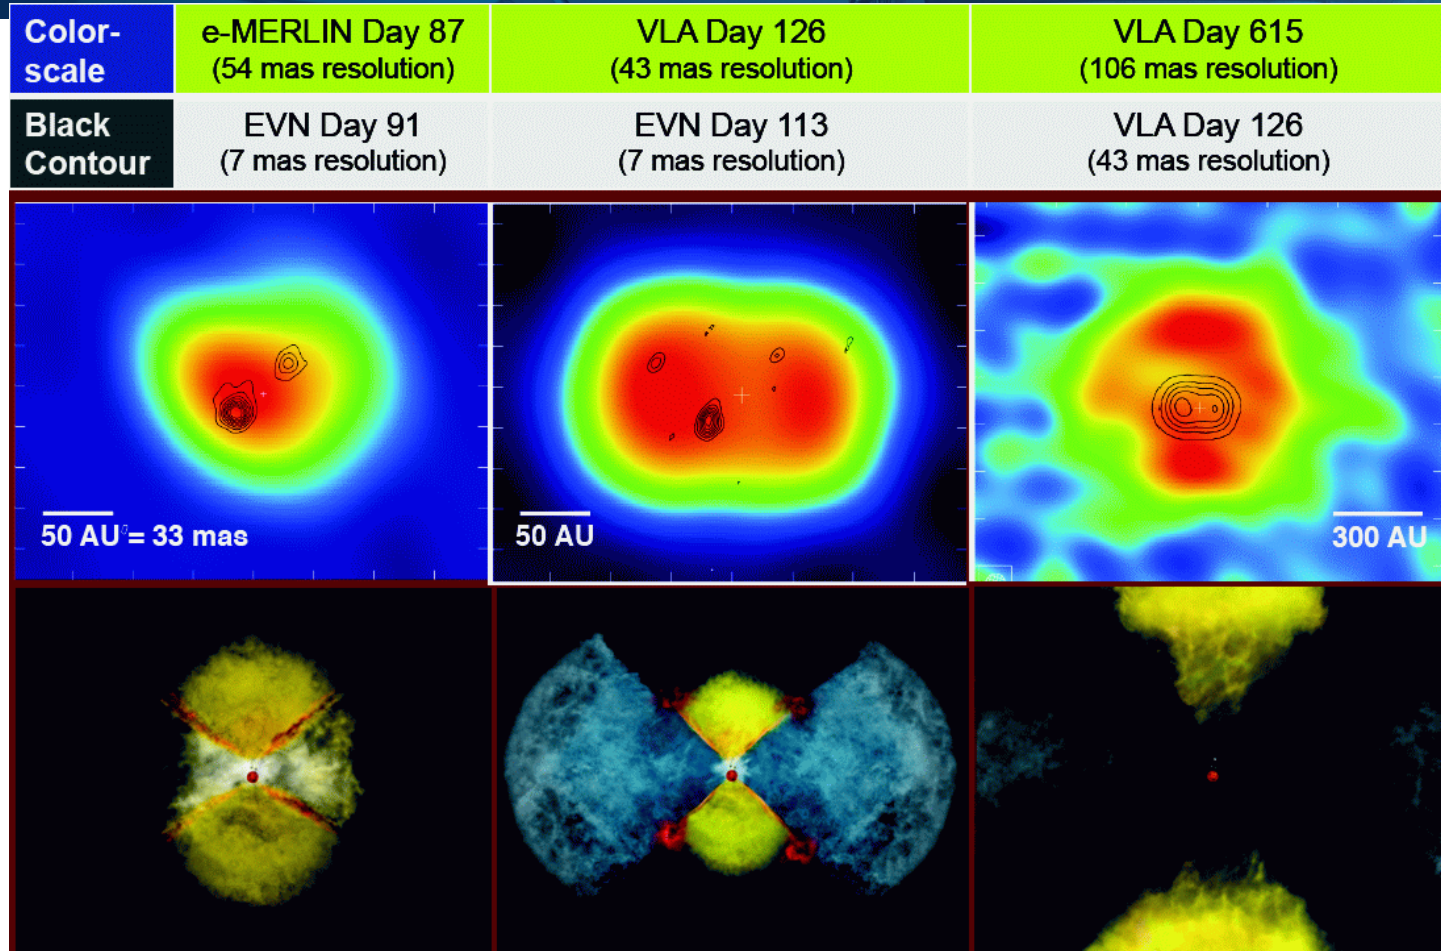 Color-
scale
e-MERLIN Day 87
(54 mas resolution)
VLA Day 126
(43 mas resolution)
VLA Day 615
(106 mas resolution)
Black
Contour
EVN Day 91
(7 mas resolution)
EVN Day 113
(7 mas resolution)
VLA Day 126
(43 mas resolution)
50 AU = 33 mas
50 AU
300 AU